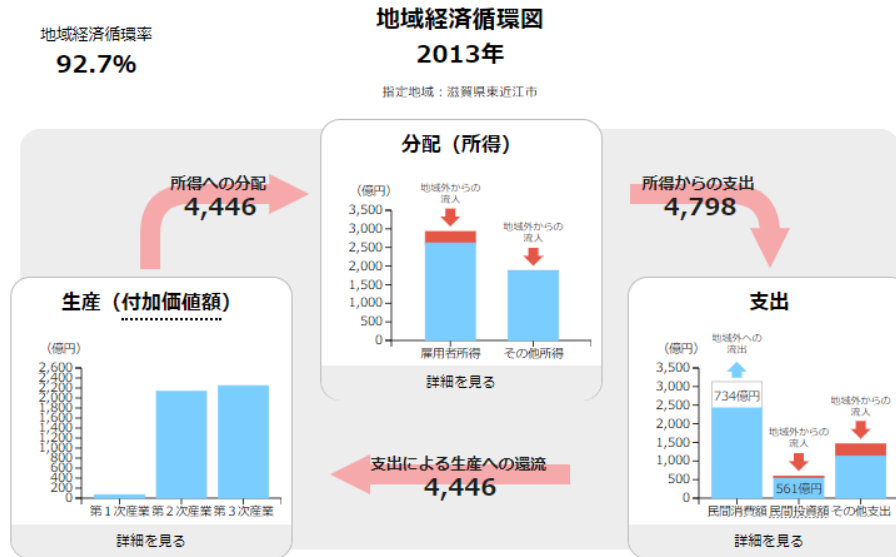 地域経済循環図
2013年
指定地域：滋賀県東近江市
地域経済循環率
92.7%
分配（所得）
所得への分配
4,446
所得からの支出
4,798
（億円）
地域外からの
流入
地域外からの
流入
3,500
3,000
2,500
2,000
1,500
1,000
500
0
雇用者所得 その他所得
詳細を見る
生産（付加価値額）
（億円）
2,600
2,400
2,200
2,000
1,800
1,600
1,400
1,200
1,000
800
600
400
200
0
第１次産業 第２次産業 第３次産業
詳細を見る
支出
（億円）
地域外への
流出
地域外からの
流入
地域外からの
流入
3,500
3,000
2,500
2,000
1,500
1,000
500
0
734億円
561億円
民間消費額 民間投資額 その他支出
詳細を見る
支出による生産への還流
4,446